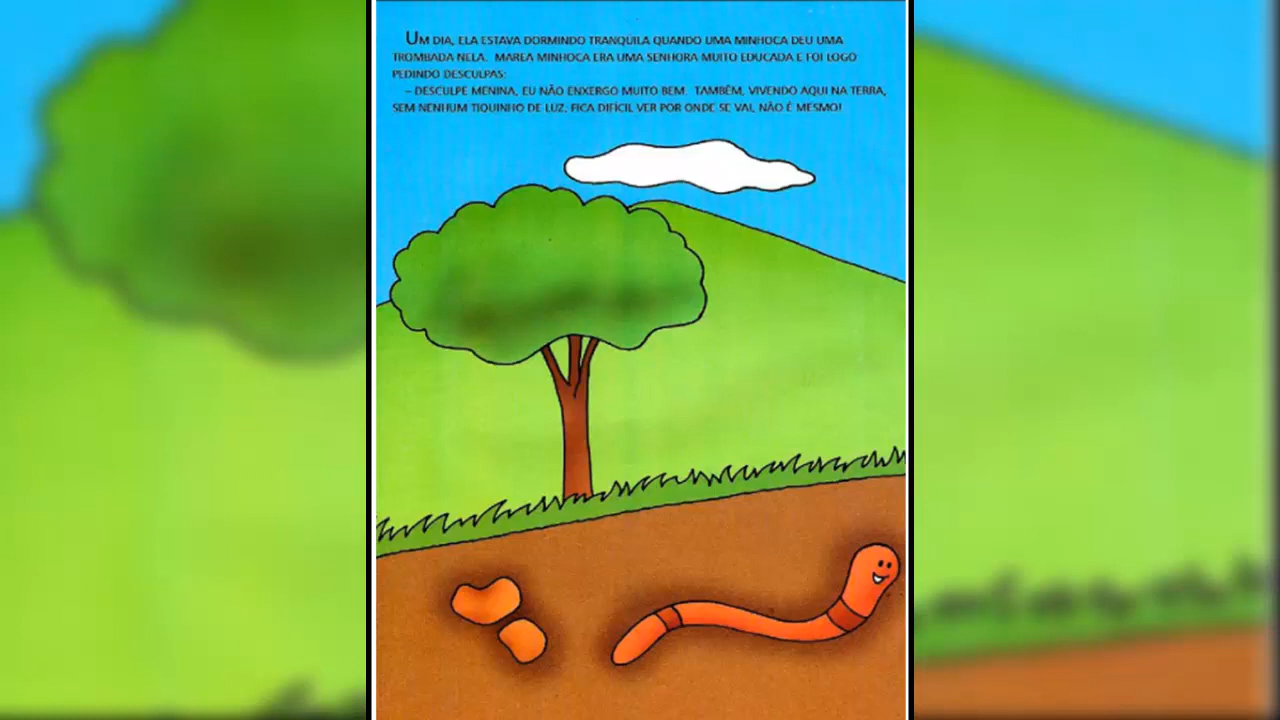 UM DIA, ELA ESTAVA DORMINDO TRANQUILA QUANDO UMA MINHOCA DEU UMA
TROMBADA NELA. MAREA MINHOCA ERA UMA SENHORA MUITO EDUCADA E FOI LOGO
PEDINDO DESCULPAS:
– DESCULPE MENINA, EU NÃO ENXERGO MUITO BEM. TAMBÉM, VIVENDO AQUI NA TERRA,
SEM NENHUM TIQUINHO DE LUZ, FICA DIFÍCIL VER POR ONDE SE VAI, NÃO É MESMO!